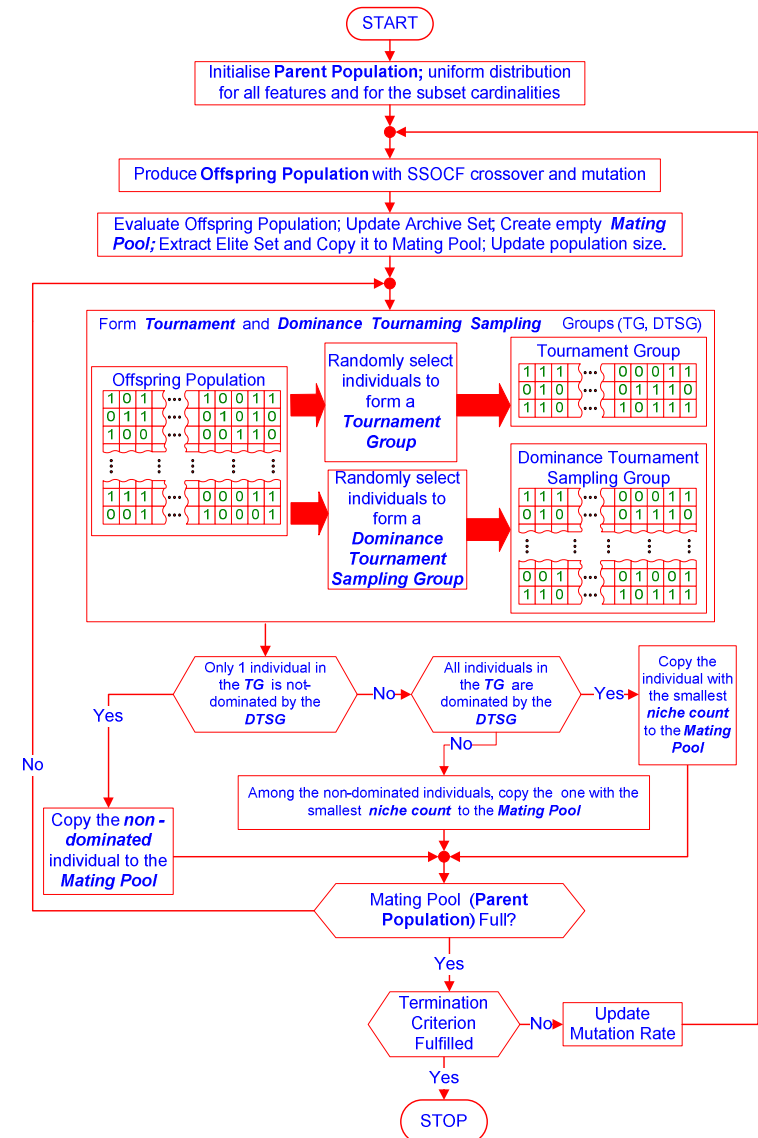 START
Initialise Parent Population; uniform distribution
for all features and for the subset cardinalities
Produce Offspring Population with SSOCF crossover and mutation
Evaluate Offspring Population; Update Archive Set; Create empty Mating
Pool; Extract Elite Set and Copy it to Mating Pool; Update population size.
Form Tournament and Dominance Tournaming Sampling Groups (TG, DTSG)
Offspring Population
1 0 1 ••• 1 0 0 1 1
0 1 1 ••• 0 1 0 1 0
1 0 0 ••• 0 0 1 1 0
1 1 1 ••• 0 0 0 1 1
0 0 1 ••• 1 0 0 0 1
Randomly select
individuals to
form a
Tournament
Group
Tournament Group
1 1 1 ••• 0 0 0 1 1
0 1 0 ••• 0 1 1 1 0
1 1 0 ••• 1 0 1 1 1
Randomly select
individuals to
form a
Dominance
Tournament
Sampling Group
Dominance Tournament
Sampling Group
1 1 1 ••• 0 0 0 1 1
0 1 0 ••• 0 1 1 1 0
0 0 1 ••• 0 1 0 0 1
1 1 0 ••• 1 0 1 1 1
Only 1 individual in
the TG is not-
dominated by the
DTSG
No
All individuals in
the TG are
dominated by the
DTSG
Yes
Copy the
individual with
the smallest
niche count
to the Mating
Pool
Yes
No
No
Among the non-dominated individuals, copy the one with the
smallest niche count to the Mating Pool
Copy the non -
dominated
individual to the
Mating Pool
Mating Pool (Parent
Population) Full?
Yes
Termination
Criterion
Fulfilled
No
Update
Mutation Rate
Yes
STOP